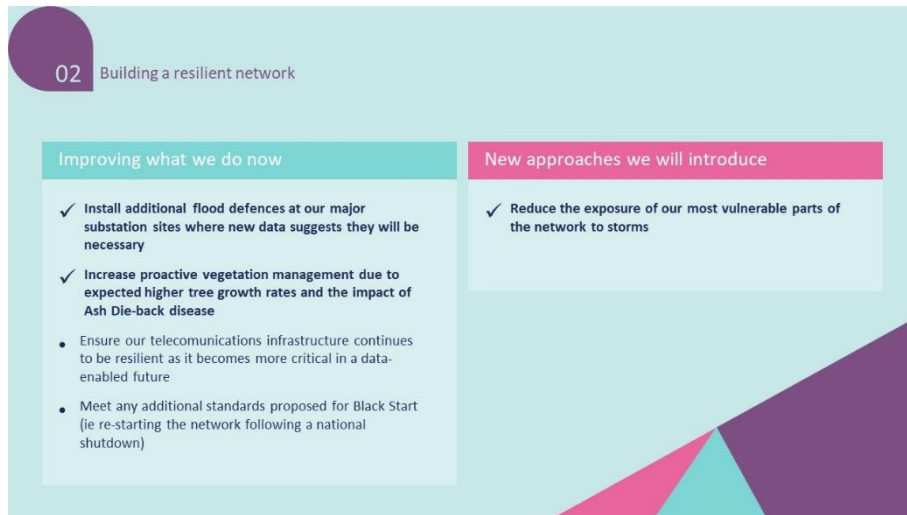 02
Building a resilient network
Improving what we do now
✓ Install additional flood defences at our major
substation sites where new data suggests they will be
necessary
✓ Increase proactive vegetation management due to
expected higher tree growth rates and the impact of
Ash Die-back disease
• Ensure our telecomunications infrastructure continues
to be resilient as it becomes more critical in a data-
enabled future
• Meet any additional standards proposed for Black Start
(ie re-starting the network following a national
shutdown)
New approaches we will introduce
✓ Reduce the exposure of our most vulnerable parts of
the network to storms